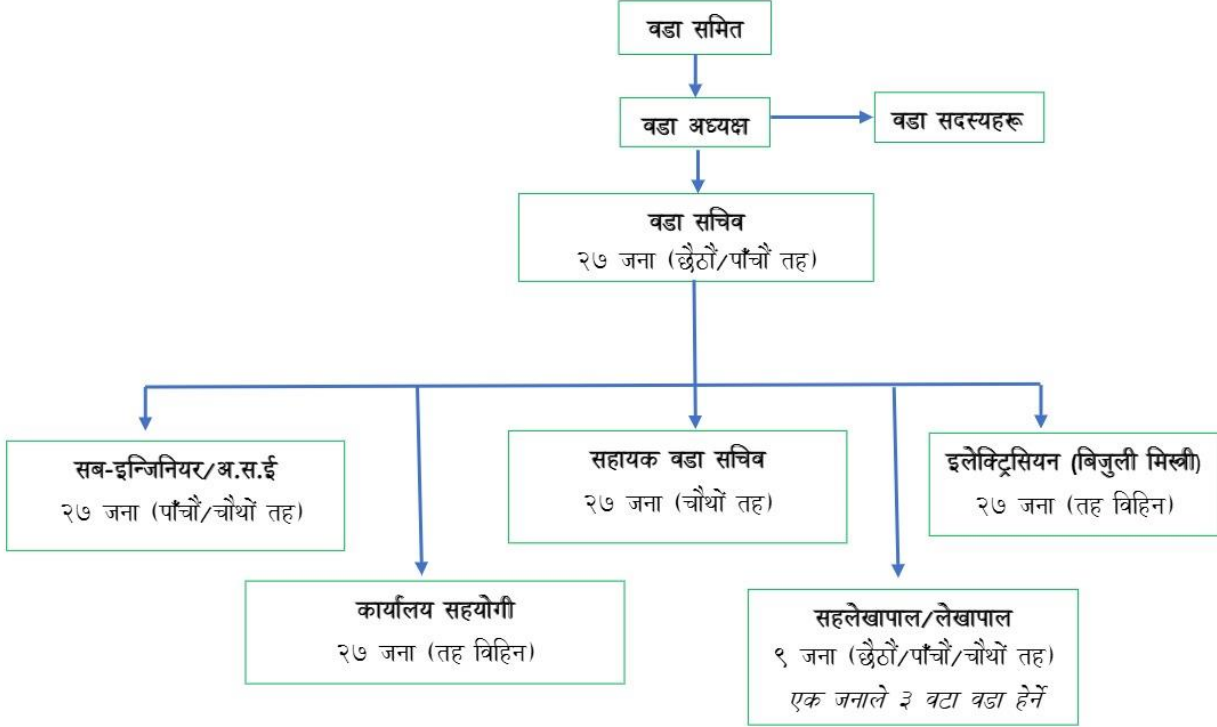 वडा समित
वडा अध्यक्ष
वडा सदस्यहरू
वडा सचिव
२७ जना (छैठौं/पाँचौं तह)
सब-इन्जिनियर/अ.स.ई
२७ जना (पाँचौं/चौथों तह)
सहायक वडा सचिव
२७ जना (चौथों तह)
इलेक्ट्रिसियन (बिजुली मिस्त्री)
२७ जना (तह विहिन)
कार्यालय सहयोगी
२७ जना (तह विहिन)
सहलेखापाल/लेखापाल
९ जना (छैठौं/पाँचौं/चौथों तह)
एक जनाले ३ वटा वडा हेर्ने